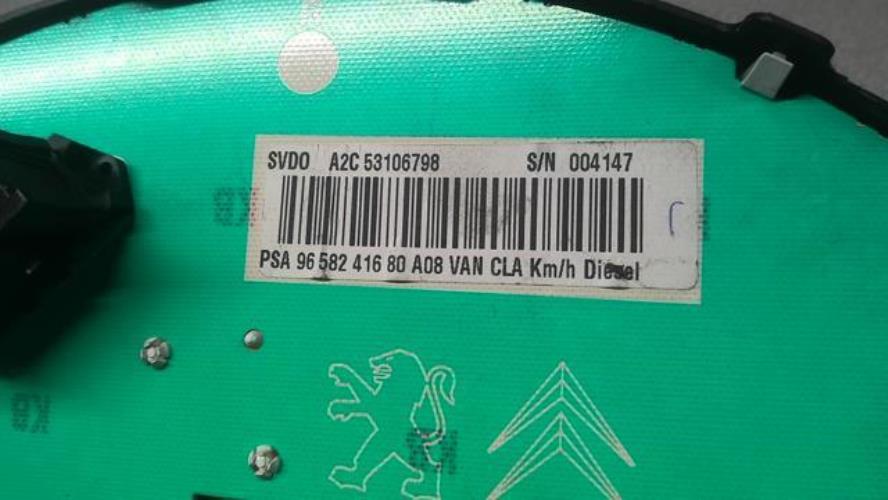 SVDO A2C 53106798 S/N 004147
PSA 96 582 416 80 A08 VAN CLA Km/h Diesel